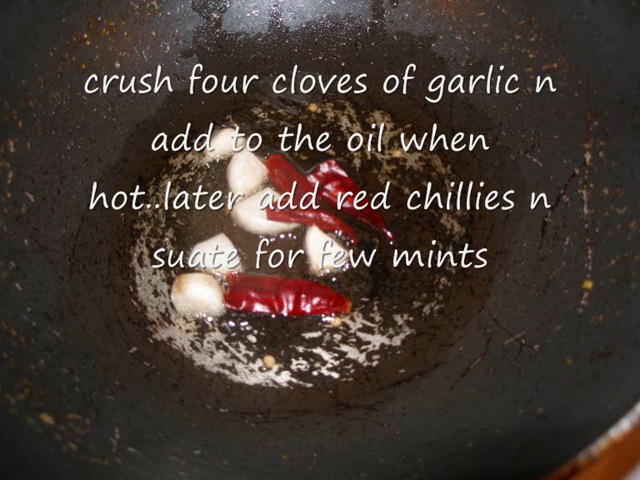 crush four cloves of garlic n
add to the oil when
hot..later add red chillies n
suate for few mints